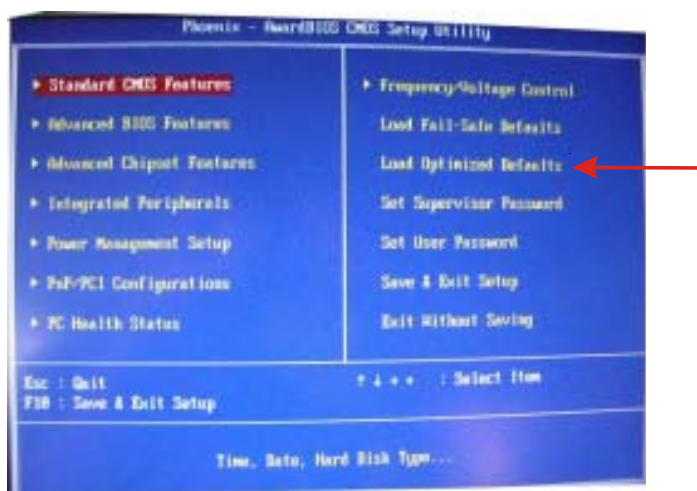 Phoenix - AwardBIOS CMOS Setup Utility
▸ Standard CMOS Features
▸ Advanced BIOS Features
▸ Advanced Chipset Features
▸ Integrated Peripherals
▸ Power Management Setup
▸ PnP/PCI Configurations
▸ PC Health Status
▸ Frequency/Voltage Control
Load Fail-Safe Defaults
Load Optimized Defaults
Set Supervisor Password
Set User Password
Save & Exit Setup
Exit Without Saving
Esc : Quit
F10 : Save & Exit Setup
↑ ↓ → ← : Select Item
Time, Date, Hard Disk Type...